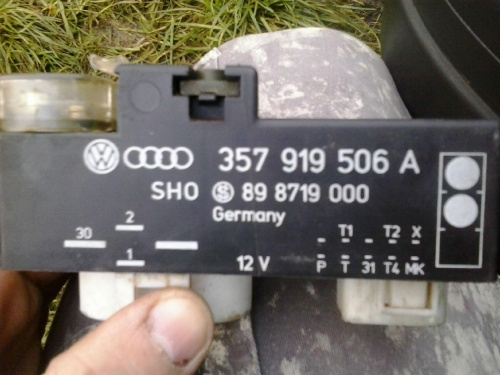 357 919 506 A
SHO S 89 8719 000
Germany
30 2 T1 T2 X
1 12 V P T 31 T4 MK